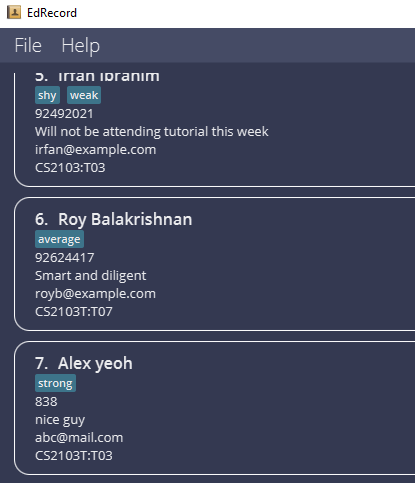 EdRecord
File Help
5. Irfan Ibrahim
shy weak
92492021
Will not be attending tutorial this week
irfan@example.com
CS2103:T03
6. Roy Balakrishnan
average
92624417
Smart and diligent
royb@example.com
CS2103T:T07
7. Alex yeoh
strong
838
nice guy
abc@mail.com
CS2103T:T03